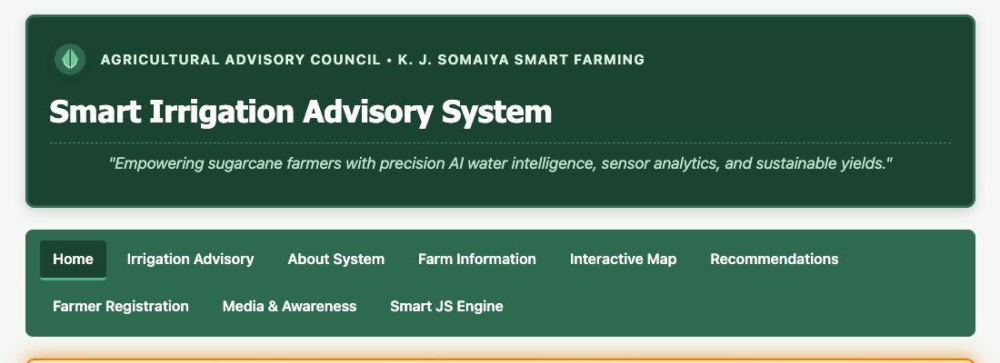 AGRICULTURAL ADVISORY COUNCIL • K. J. SOMAIYA SMART FARMING
Smart Irrigation Advisory System
"Empowering sugarcane farmers with precision AI water intelligence, sensor analytics, and sustainable yields."
Home Irrigation Advisory About System Farm Information Interactive Map Recommendations
Farmer Registration Media & Awareness Smart JS Engine